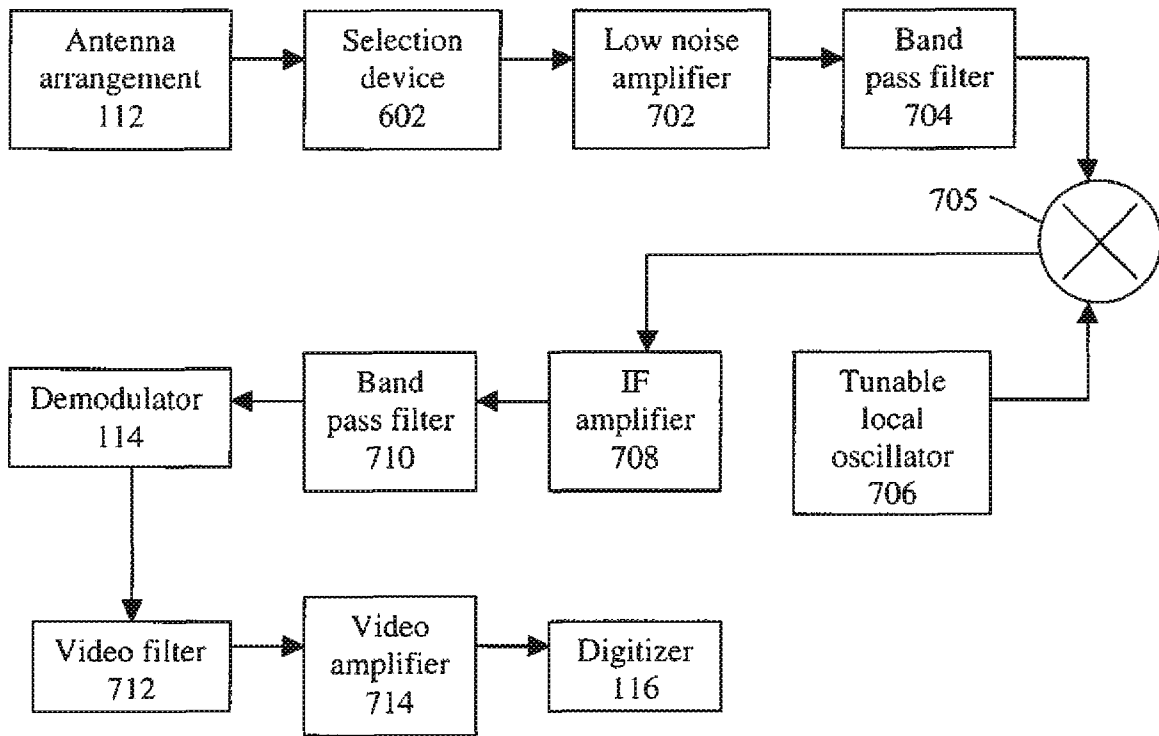 Antenna
arrangement
112
Selection
device
602
Low noise
amplifier
702
Band
pass filter
704
705
Demodulator
114
Band
pass filter
710
IF
amplifier
708
Tunable
local
oscillator
706
Video filter
712
Video
amplifier
714
Digitizer
116